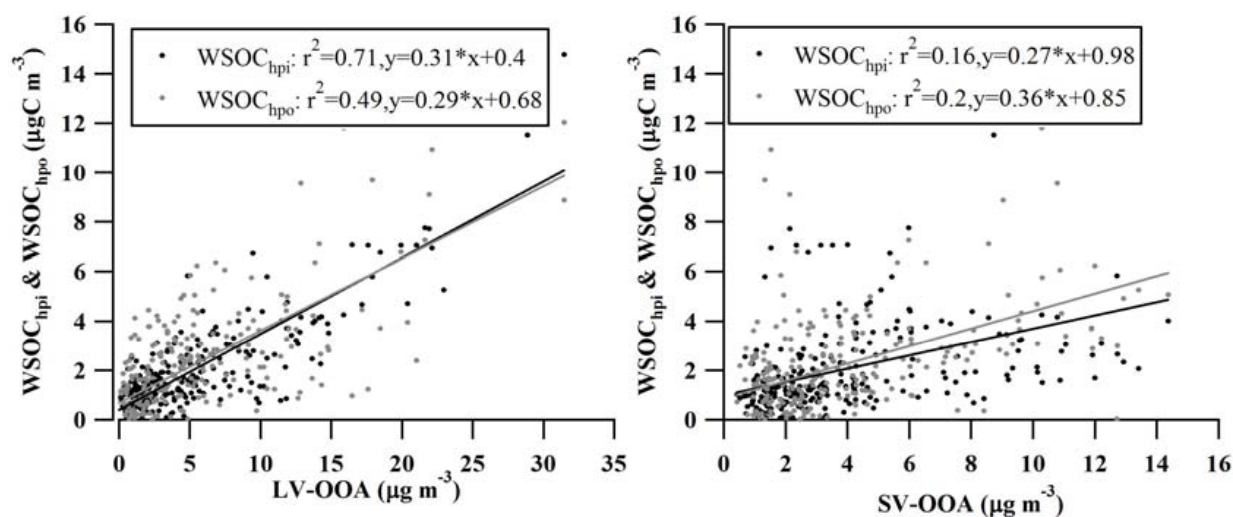 WSOC_hpi & WSOC_hpo (μgC m⁻³)
16
14
12
10
8
6
4
2
0
WSOC_hpi: r²=0.71,y=0.31*x+0.4
WSOC_hpo: r²=0.49,y=0.29*x+0.68
0 5 10 15 20 25 30 35
LV-OOA (μg m⁻³)
WSOC_hpi & WSOC_hpo (μgC m⁻³)
16
14
12
10
8
6
4
2
0
WSOC_hpi: r²=0.16,y=0.27*x+0.98
WSOC_hpo: r²=0.2,y=0.36*x+0.85
0 2 4 6 8 10 12 14 16
SV-OOA (μg m⁻³)